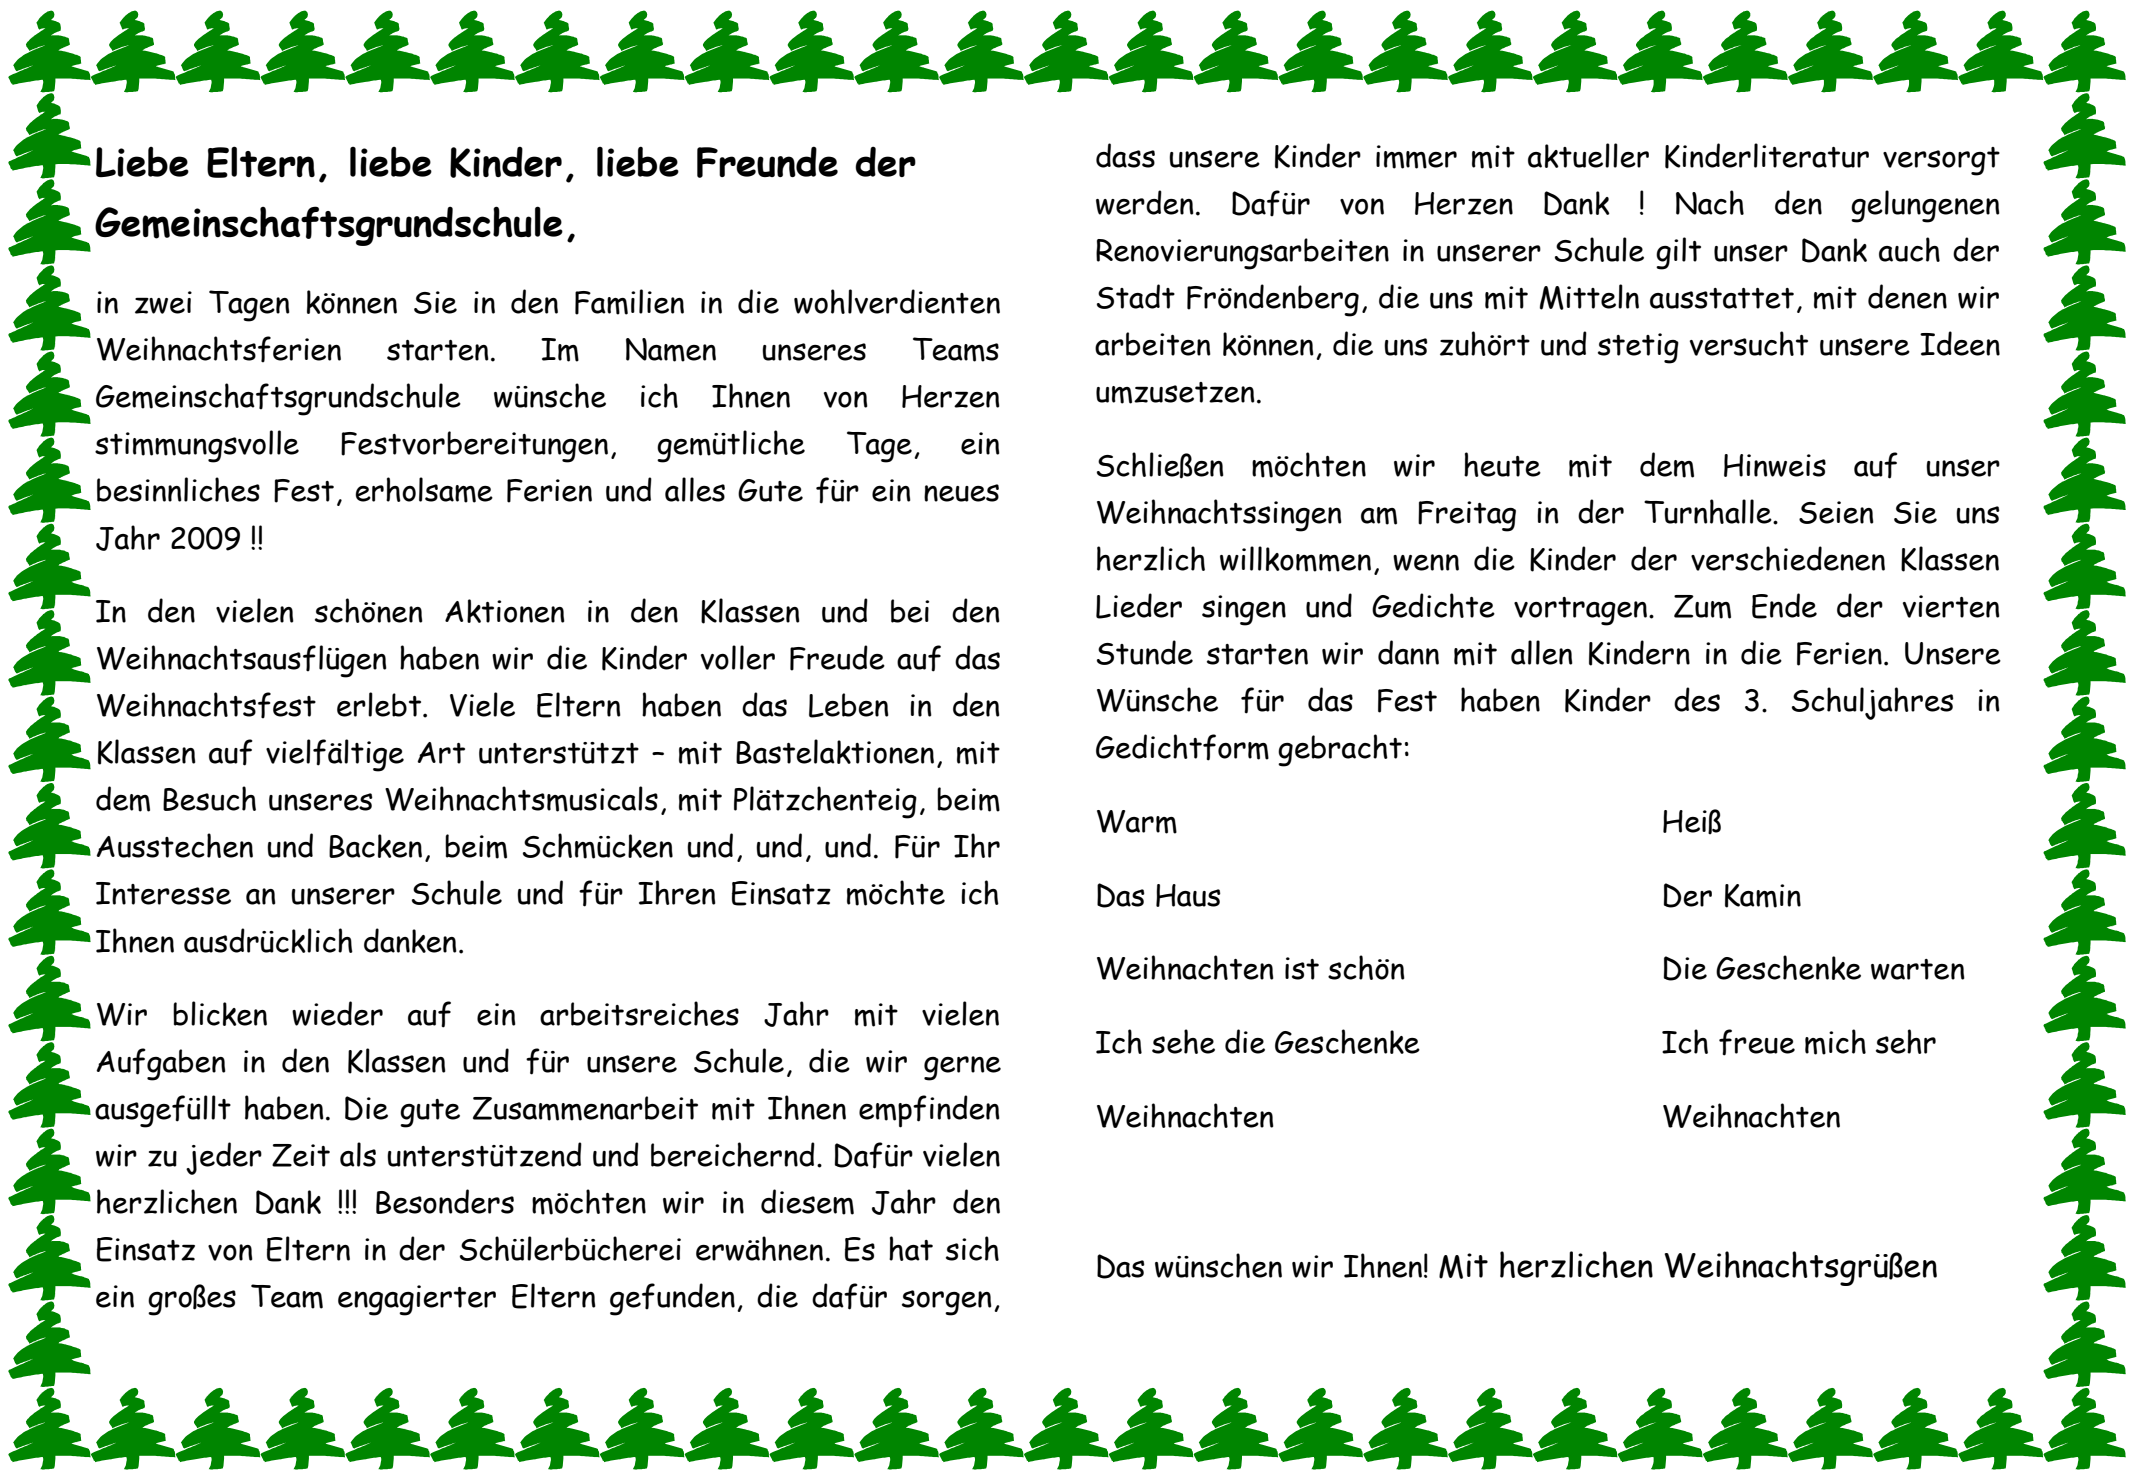 Liebe Eltern, liebe Kinder, liebe Freunde der
Gemeinschaftsgrundschule,
in zwei Tagen können Sie in den Familien in die wohlverdienten
Weihnachtsferien starten. Im Namen unseres Teams
Gemeinschaftsgrundschule wünsche ich Ihnen von Herzen
stimmungsvolle Festvorbereitungen, gemütliche Tage, ein
besinnliches Fest, erholsame Ferien und alles Gute für ein neues
Jahr 2009 !!
In den vielen schönen Aktionen in den Klassen und bei den
Weihnachtsausflügen haben wir die Kinder voller Freude auf das
Weihnachtsfest erlebt. Viele Eltern haben das Leben in den
Klassen auf vielfältige Art unterstützt – mit Bastelaktionen, mit
dem Besuch unseres Weihnachtsmusicals, mit Plätzchenteig, beim
Ausstechen und Backen, beim Schmücken und, und, und. Für Ihr
Interesse an unserer Schule und für Ihren Einsatz möchte ich
Ihnen ausdrücklich danken.
Wir blicken wieder auf ein arbeitsreiches Jahr mit vielen
Aufgaben in den Klassen und für unsere Schule, die wir gerne
ausgefüllt haben. Die gute Zusammenarbeit mit Ihnen empfinden
wir zu jeder Zeit als unterstützend und bereichernd. Dafür vielen
herzlichen Dank !!! Besonders möchten wir in diesem Jahr den
Einsatz von Eltern in der Schülerbücherei erwähnen. Es hat sich
ein großes Team engagierter Eltern gefunden, die dafür sorgen,
dass unsere Kinder immer mit aktueller Kinderliteratur versorgt
werden. Dafür von Herzen Dank ! Nach den gelungenen
Renovierungsarbeiten in unserer Schule gilt unser Dank auch der
Stadt Fröndenberg, die uns mit Mitteln ausstattet, mit denen wir
arbeiten können, die uns zuhört und stetig versucht unsere Ideen
umzusetzen.
Schließen möchten wir heute mit dem Hinweis auf unser
Weihnachtssingen am Freitag in der Turnhalle. Seien Sie uns
herzlich willkommen, wenn die Kinder der verschiedenen Klassen
Lieder singen und Gedichte vortragen. Zum Ende der vierten
Stunde starten wir dann mit allen Kindern in die Ferien. Unsere
Wünsche für das Fest haben Kinder des 3. Schuljahres in
Gedichtform gebracht:
Warm Heiß
Das Haus Der Kamin
Weihnachten ist schön Die Geschenke warten
Ich sehe die Geschenke Ich freue mich sehr
Weihnachten Weihnachten
Das wünschen wir Ihnen! Mit herzlichen Weihnachtsgrüßen